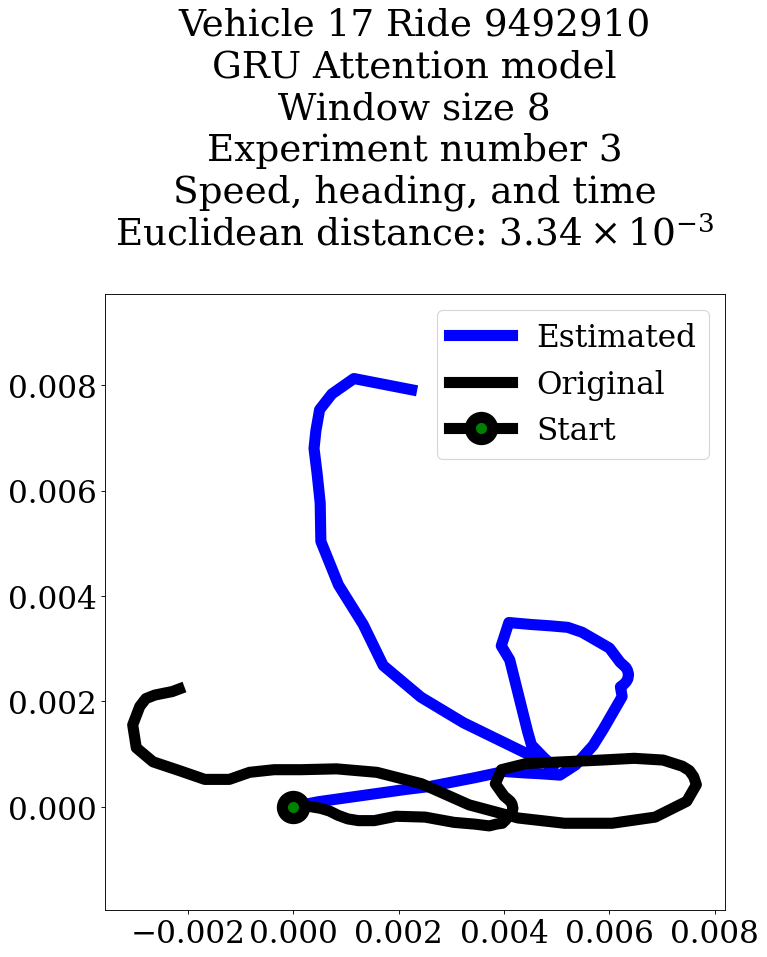 Vehicle 17 Ride 9492910
GRU Attention model
Window size 8
Experiment number 3
Speed, heading, and time
Euclidean distance: 3.34 × 10⁻³
Estimated
Original
Start
0.008
0.006
0.004
0.002
0.000
−0.002 0.000 0.002 0.004 0.006 0.008